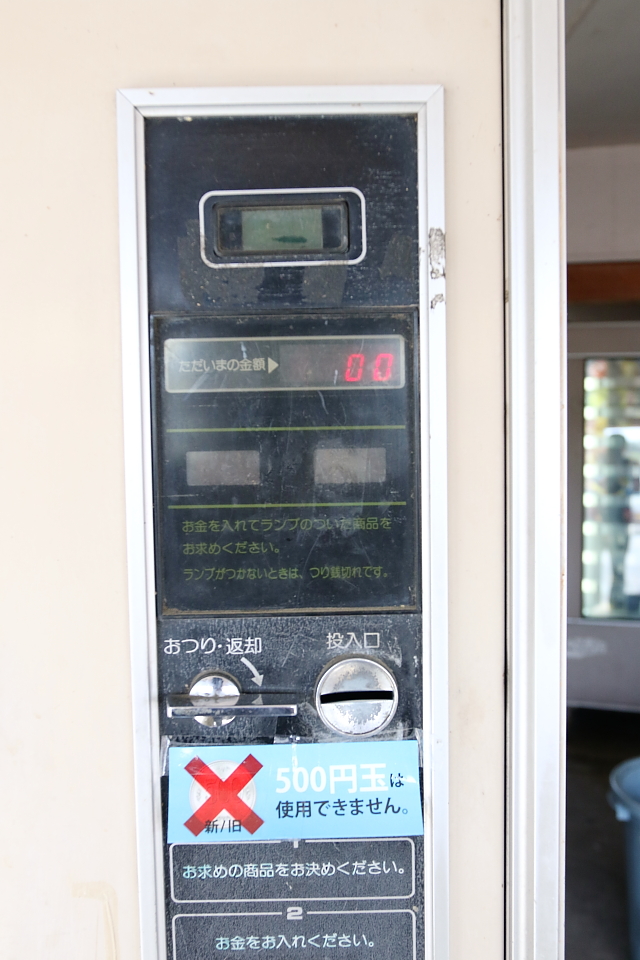 ただいまの金額▶
00
お金を入れてランプのついた商品を
お求めください。
ランプがつかないときは、つり銭切れです。
おつり・返却
投入口
500円玉は
使用できません。
新/旧
1
お求めの商品をお決めください。
2
お金をお入れください。